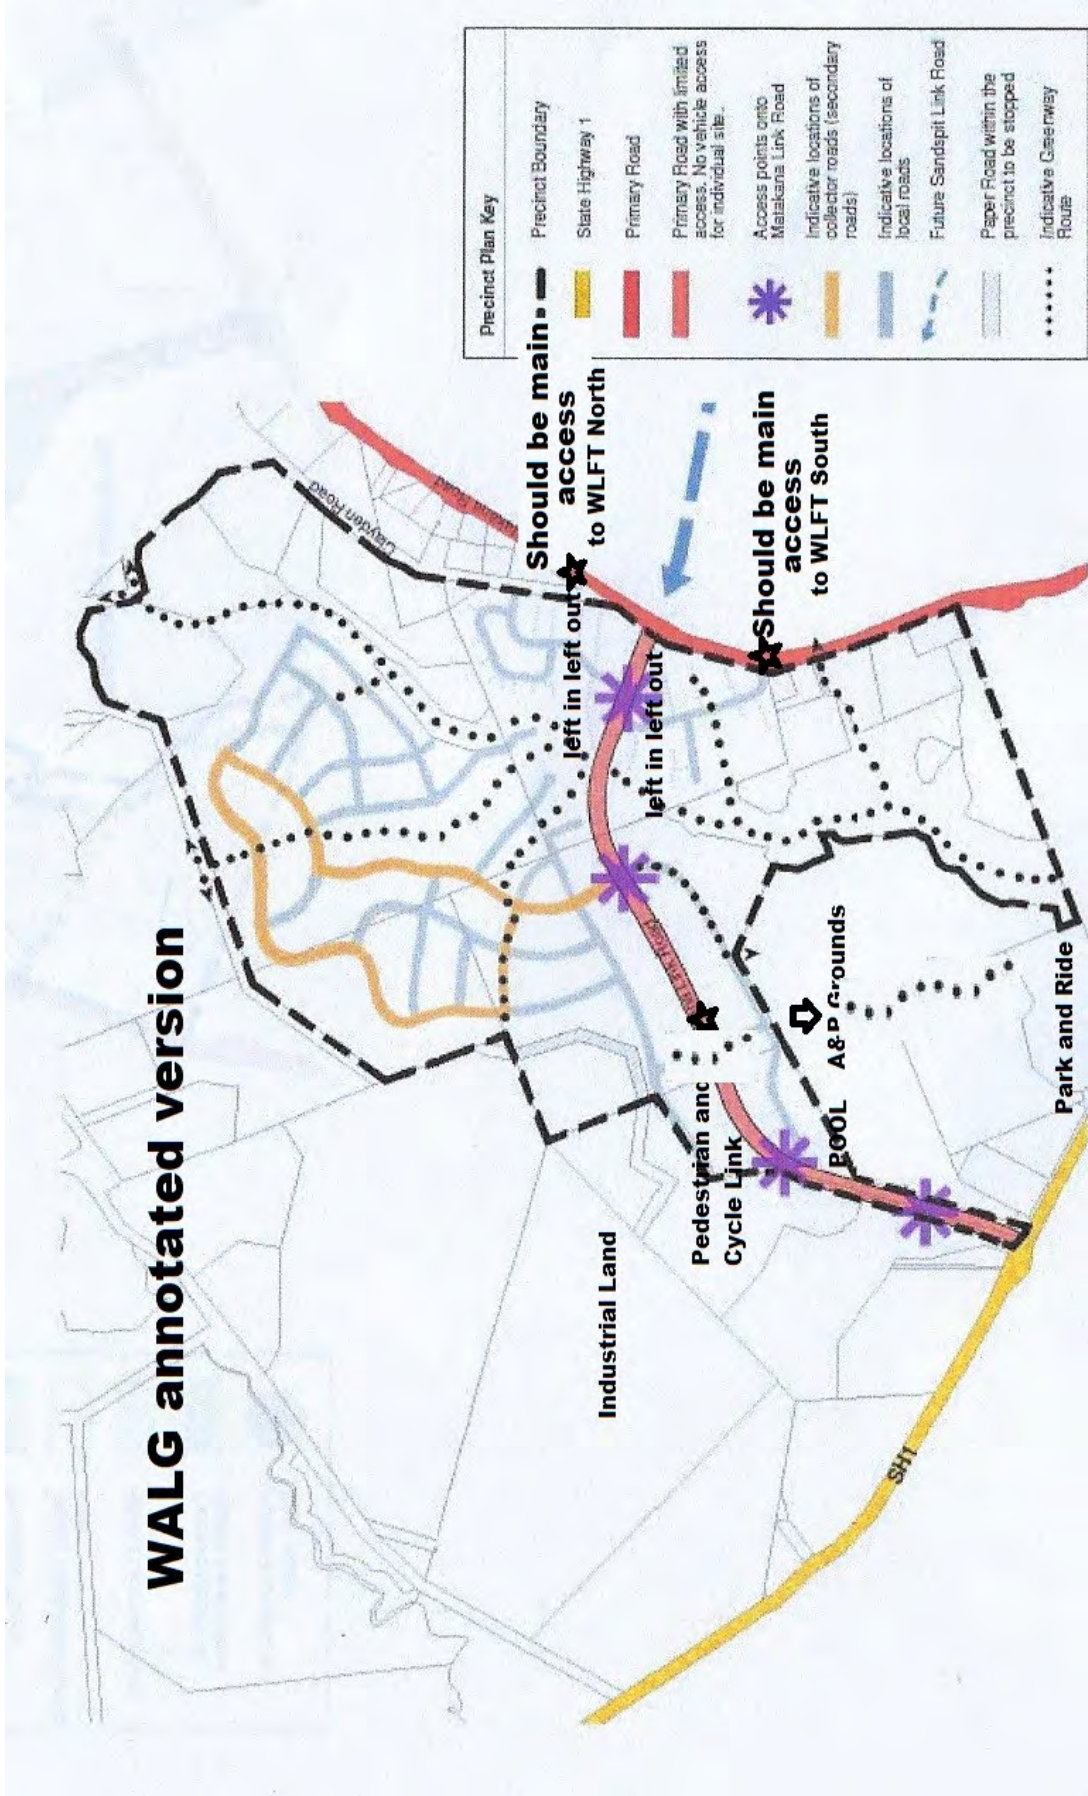 WALG annotated version
Precinct Plan Key
Precinct Boundary
State Highway 1
Primary Road
Primary Road with limited
access. No vehicle access
for individual site.
Access points onto
Matakana Link Road
Indicative locations of
collector roads (secondary
roads)
Indicative locations of
local roads
Future Sandspit Link Road
Paper Road within the
precinct to be stopped
Indicative Greenway
Route
Clayden Road
Road
Should be main
access
to WLFT North
left in left out
left in left out
Should be main
access
to WLFT South
Pedestrian and
Cycle Link
Industrial Land
POOL
A&P Grounds
Park and Ride
SH1